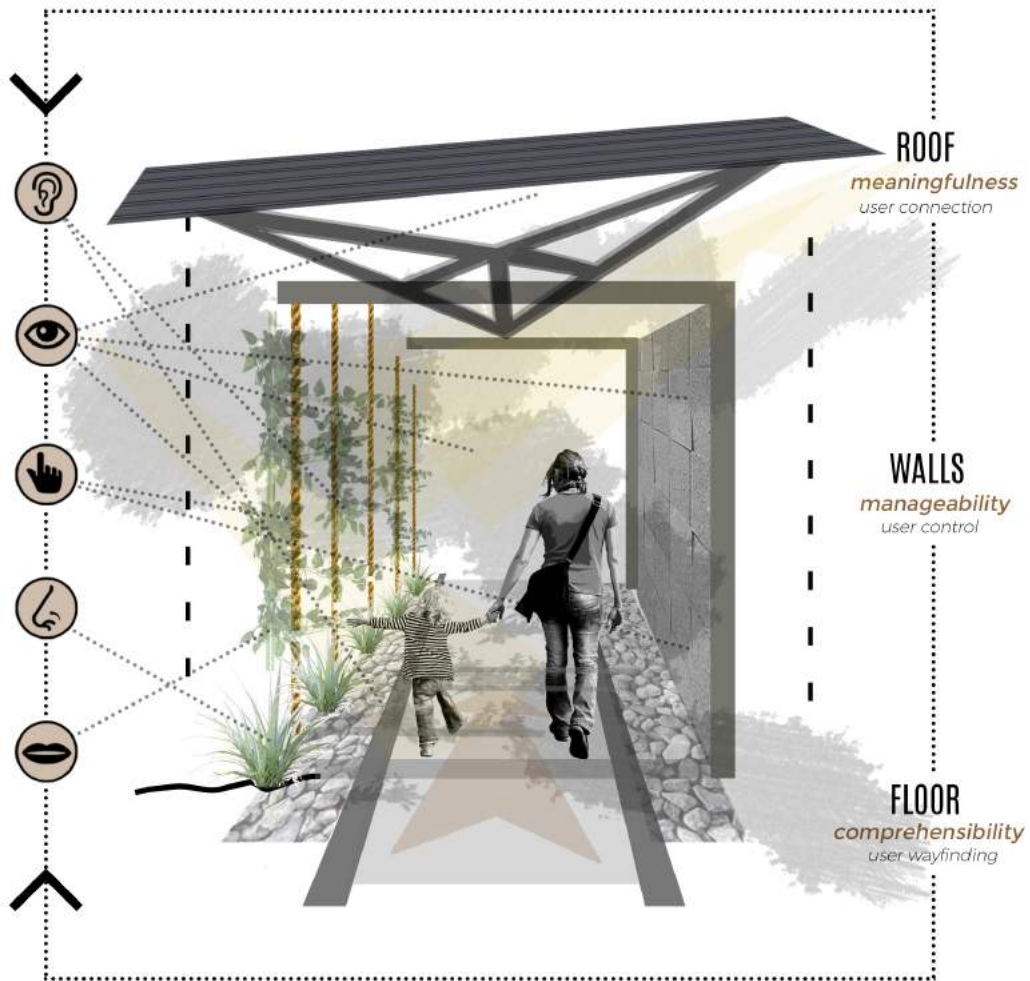 ROOF
meaningfulness
user connection
WALLS
manageability
user control
FLOOR
comprehensibility
user wayfinding